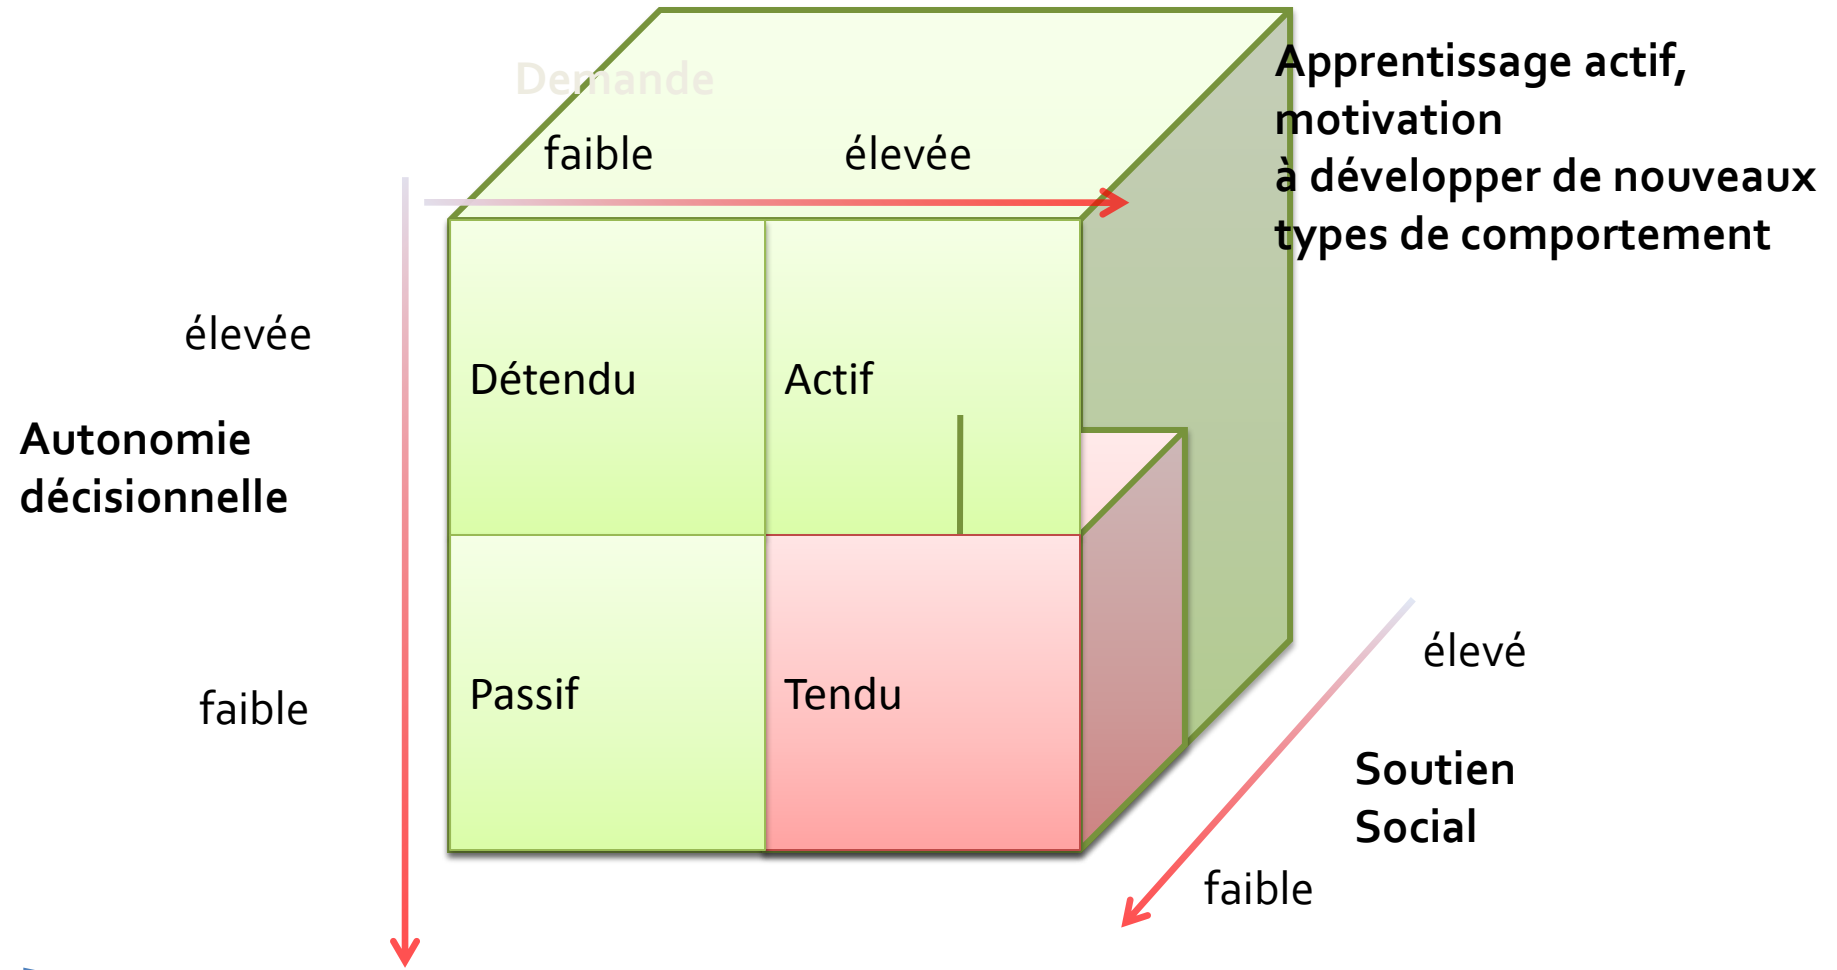 Demande
faible
élevée
Apprentissage actif,
motivation
à développer de nouveaux
types de comportement
élevée
Détendu
Actif
Autonomie
décisionnelle
faible
Passif
Tendu
élevé
Soutien
Social
faible